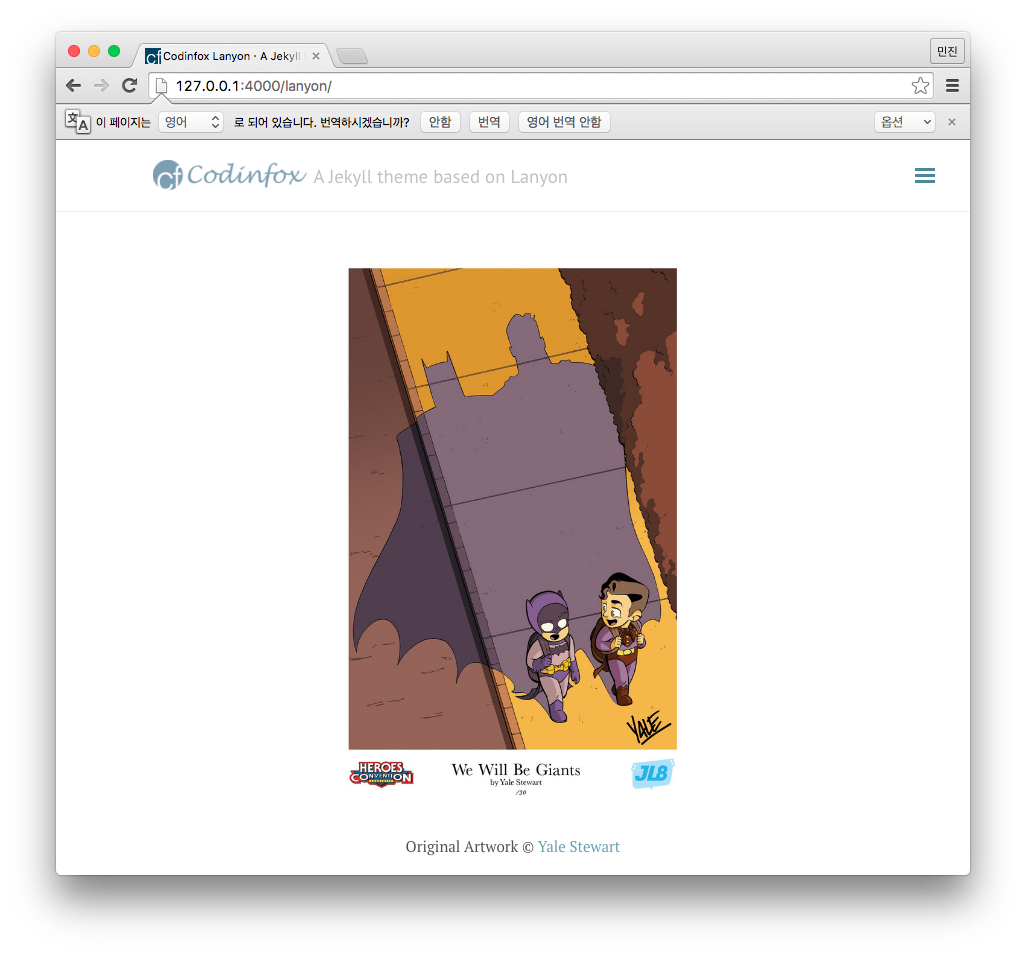 Codinfox Lanyon · A Jekyll
민진
127.0.0.1:4000/lanyon/
이 페이지는 영어 로 되어 있습니다. 번역하시겠습니까? 안함 번역 영어 번역 안함 옵션
cf Codinfox A Jekyll theme based on Lanyon
YALE
HEROES CONVENTION
We Will Be Giants
by Yale Stewart
/50
JL8
Original Artwork © Yale Stewart